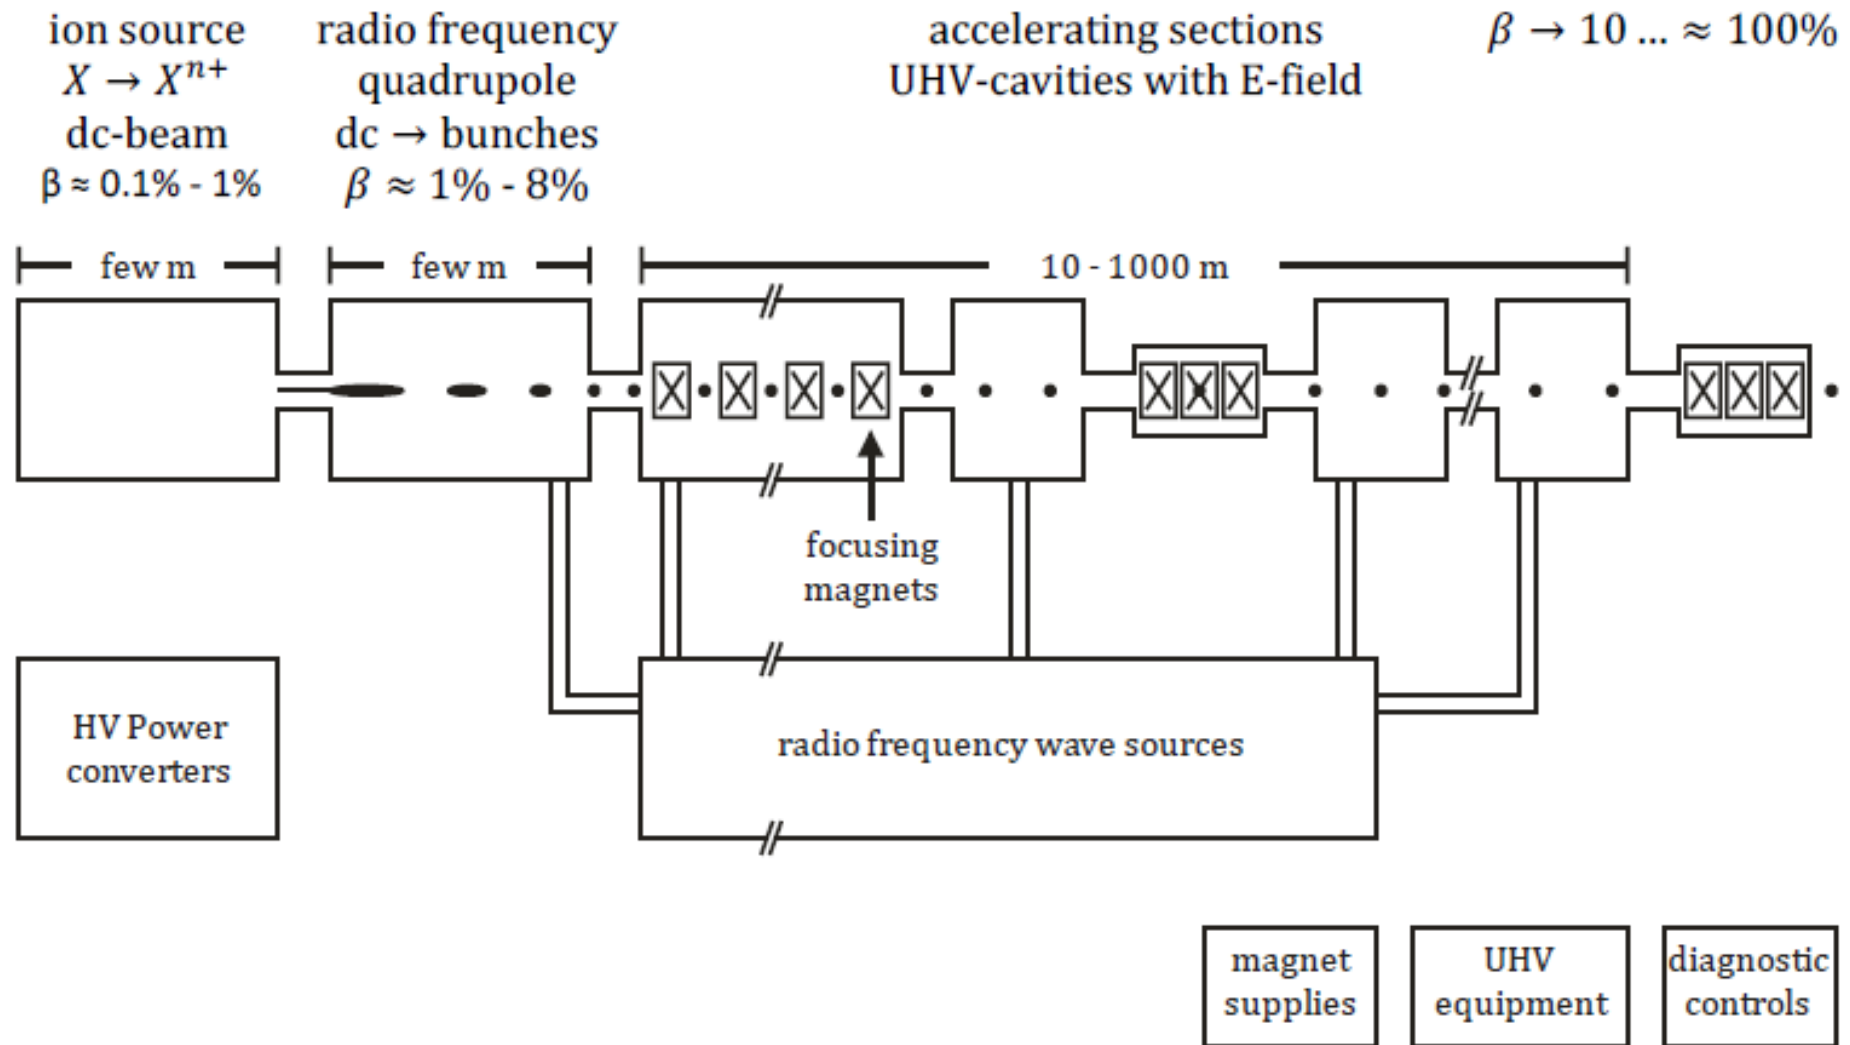 ion source
X → Xⁿ⁺
dc-beam
β ≈ 0.1% - 1%
radio frequency
quadrupole
dc → bunches
β ≈ 1% - 8%
accelerating sections
UHV-cavities with E-field
β → 10 ... ≈ 100%
few m
few m
10 - 1000 m
focusing
magnets
HV Power
converters
radio frequency wave sources
magnet
supplies
UHV
equipment
diagnostic
controls